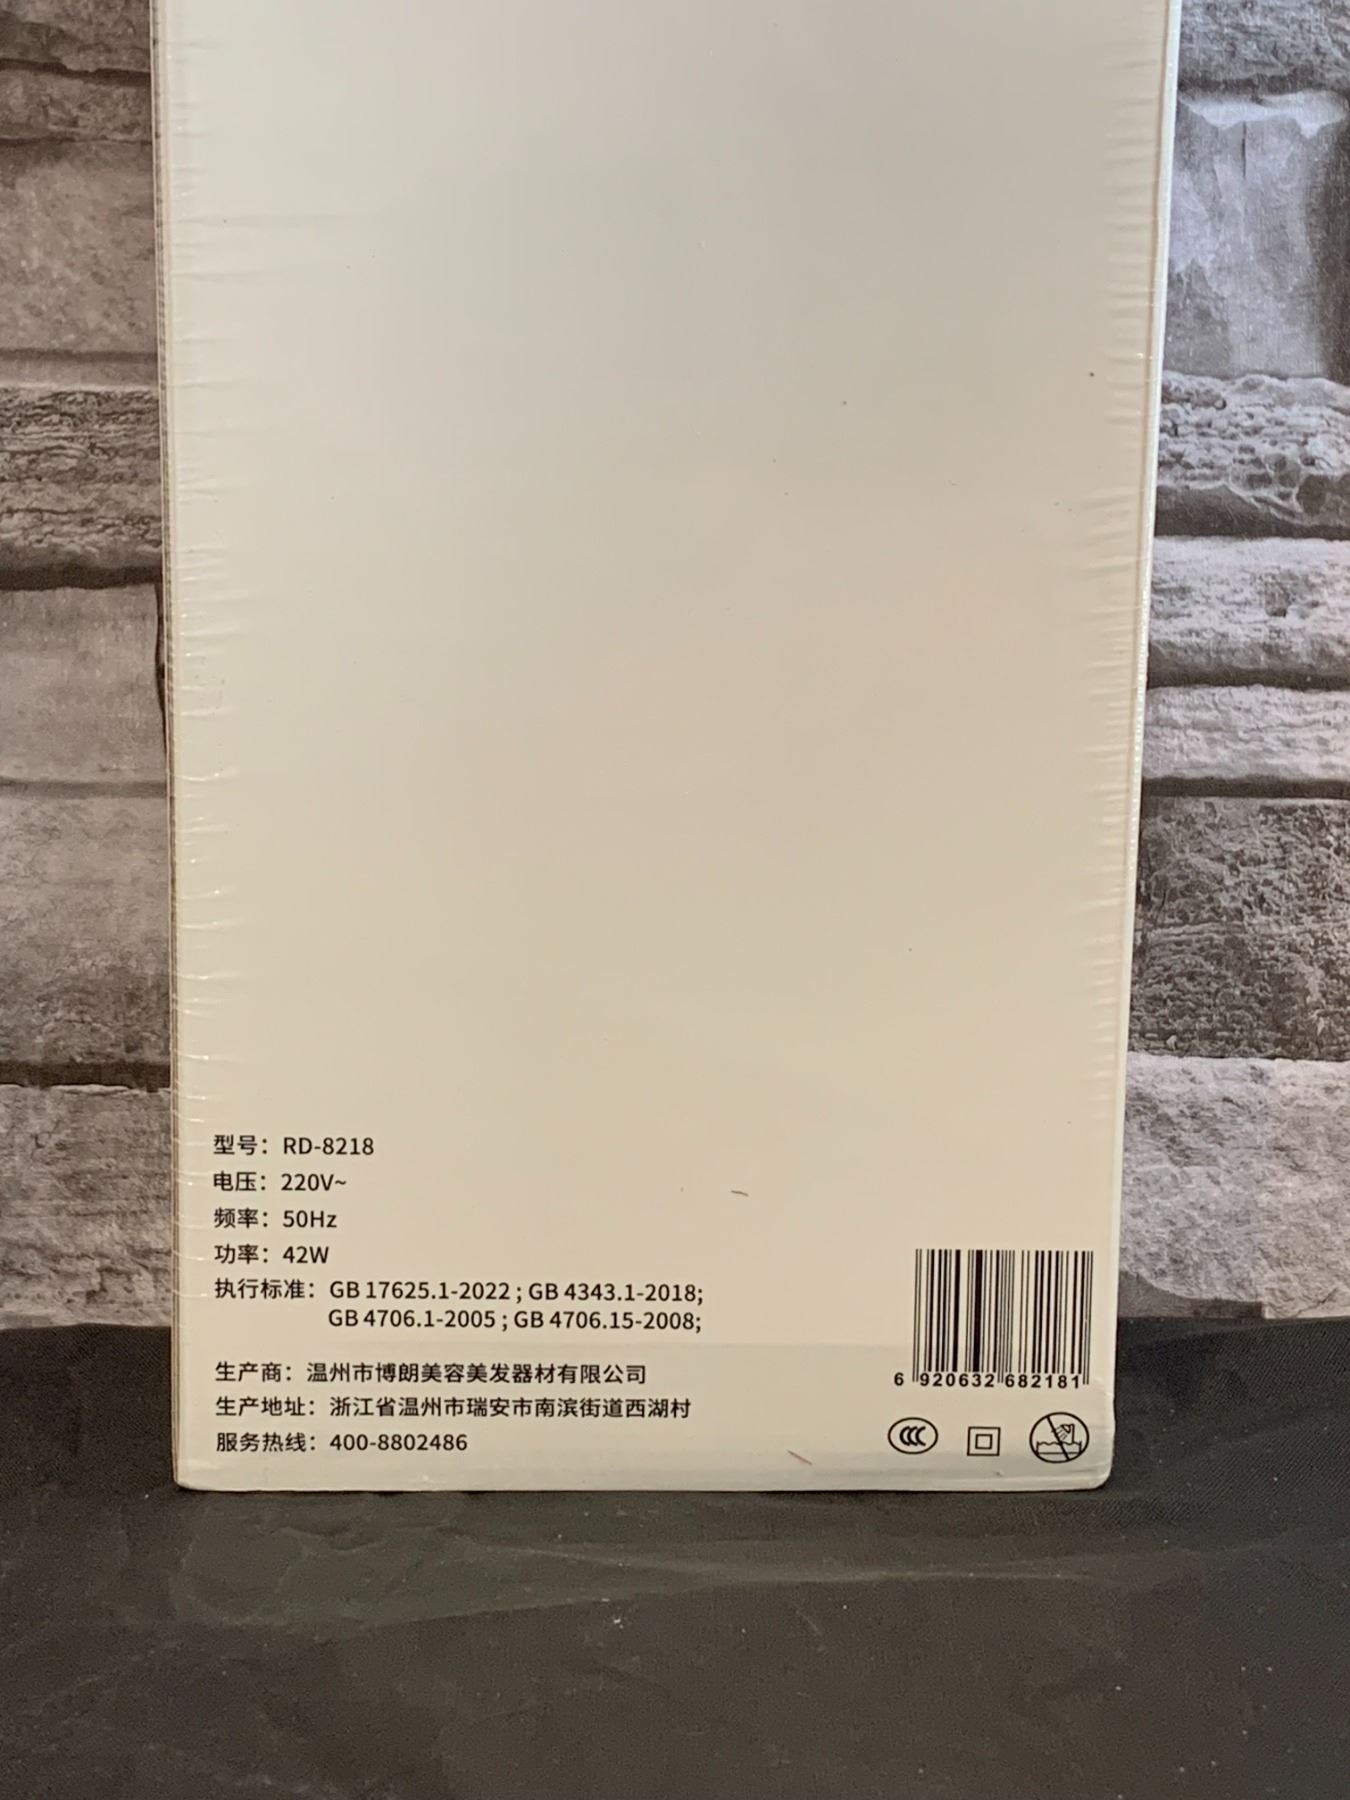 型号：RD-8218
电压：220V~
频率：50Hz
功率：42W
执行标准：GB 17625.1-2022 ; GB 4343.1-2018;
GB 4706.1-2005 ; GB 4706.15-2008;
生产商：温州市博朗美容美发器材有限公司
生产地址：浙江省温州市瑞安市南滨街道西湖村
服务热线：400-8802486
6 920632 682181
CCC